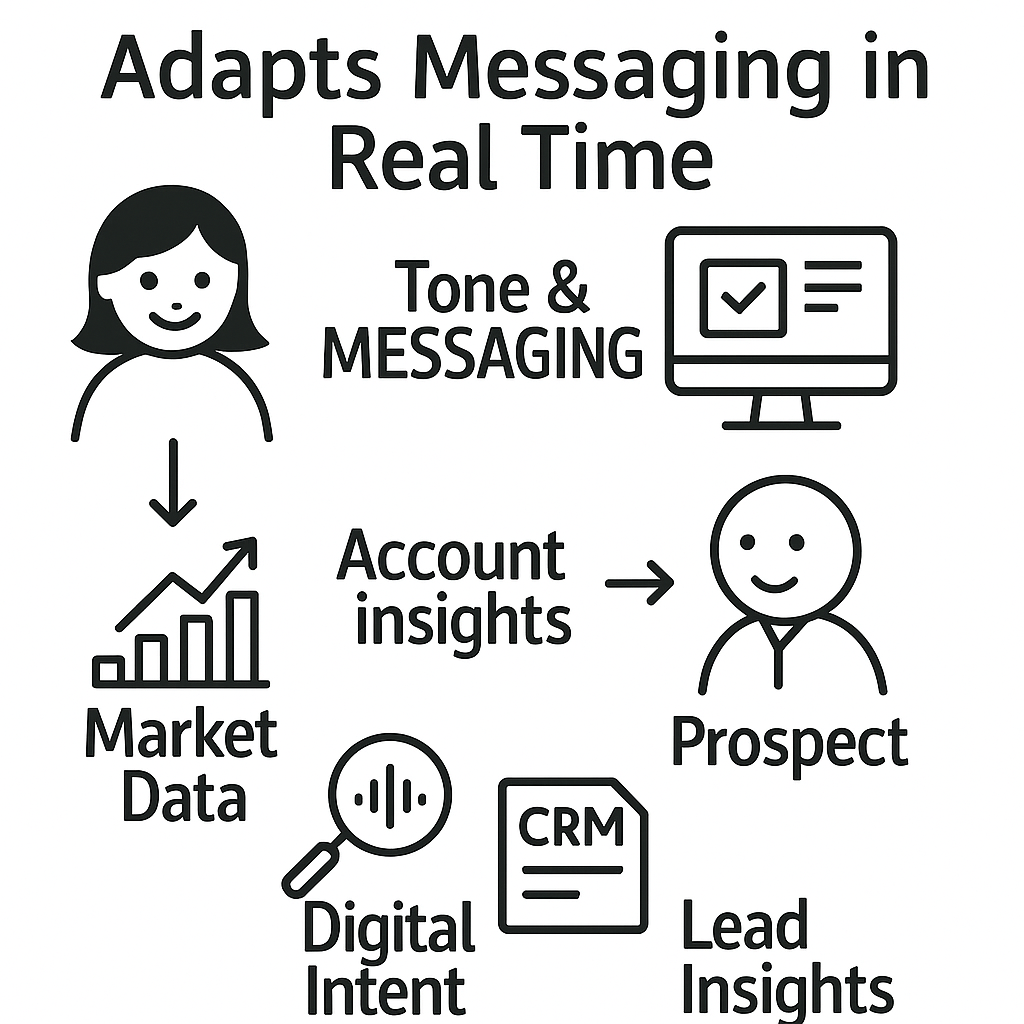 Adapts Messaging in
Real Time
Tone &
MESSAGING
Account
insights
Market
Data
Prospect
CRM
Digital
Intent
Lead
Insights